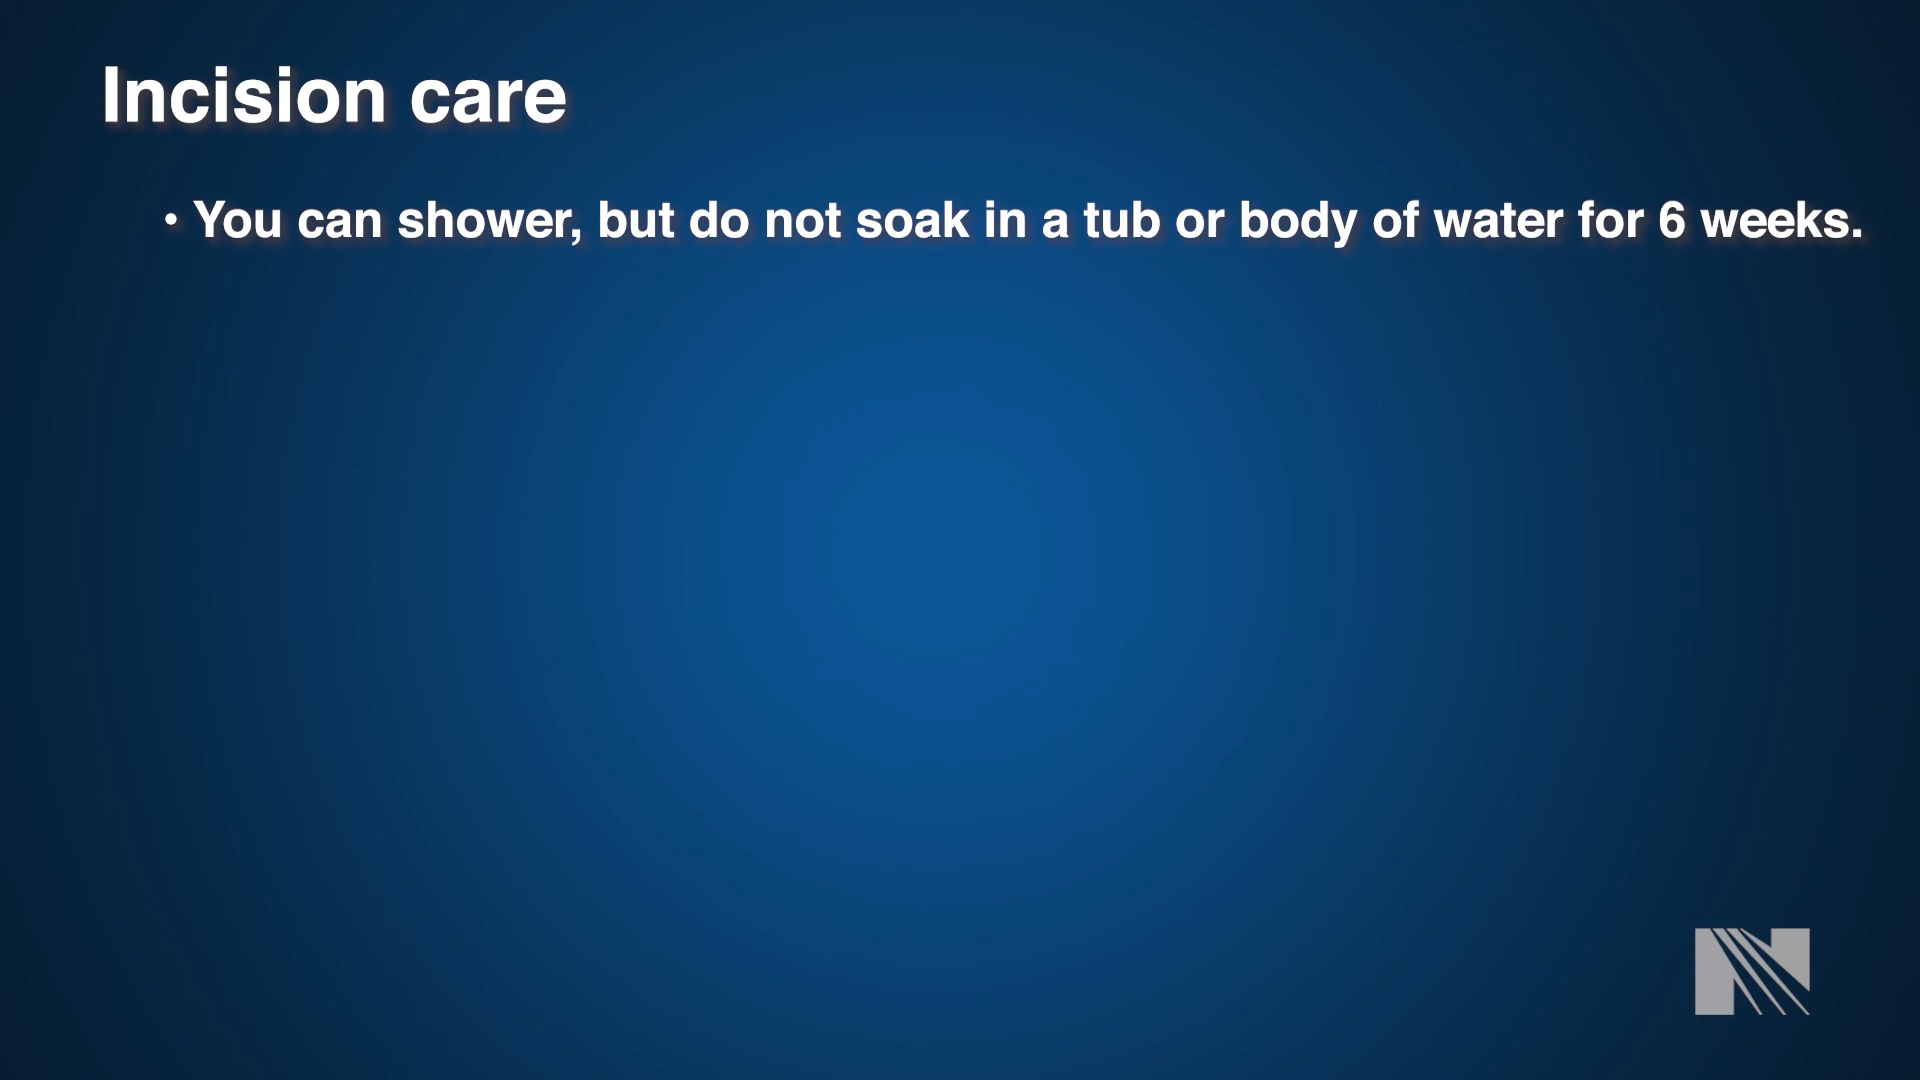 Incision care
• You can shower, but do not soak in a tub or body of water for 6 weeks.